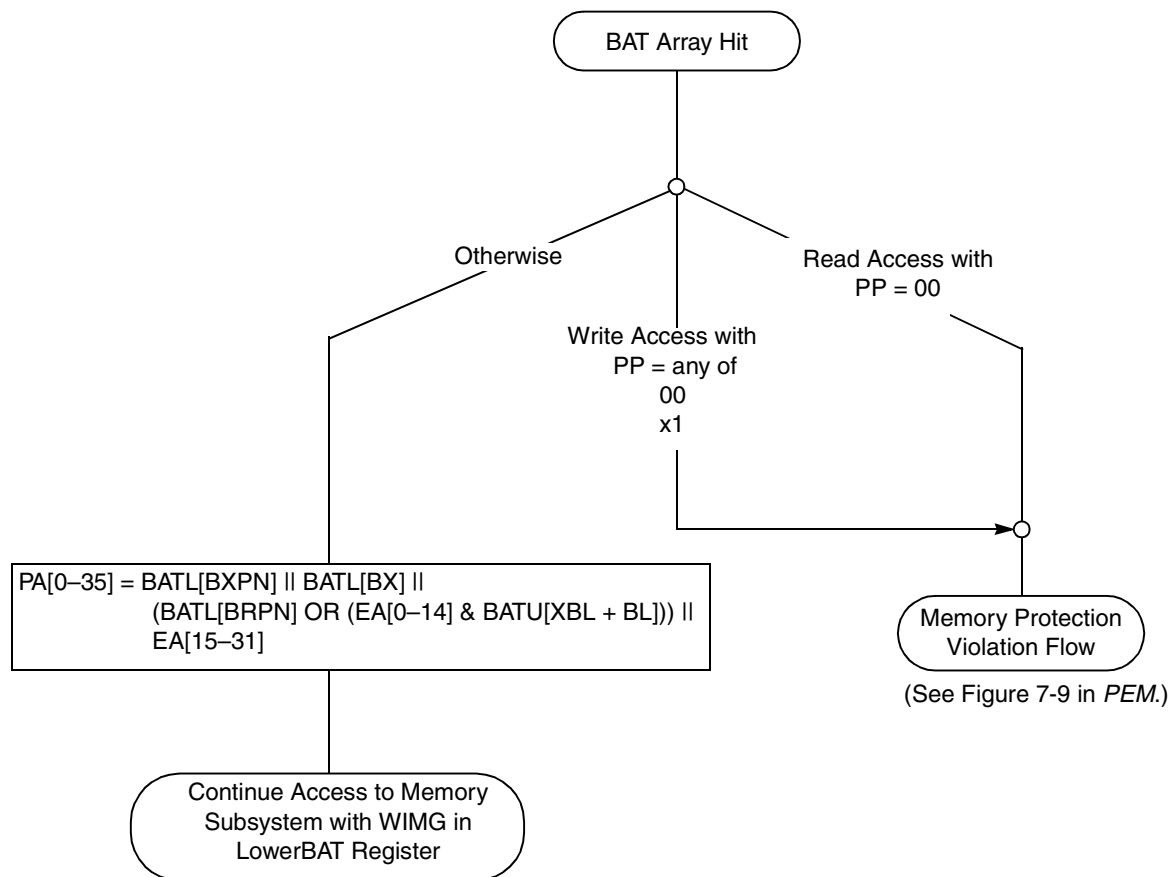 BAT Array Hit
Otherwise
Read Access with
PP = 00
Write Access with
PP = any of
00
x1
PA[0–35] = BATL[BXPN] || BATL[BX] ||
(BATL[BRPN] OR (EA[0–14] & BATU[XBL + BL])) ||
EA[15–31]
Memory Protection
Violation Flow
(See Figure 7-9 in PEM.)
Continue Access to Memory
Subsystem with WIMG in
LowerBAT Register